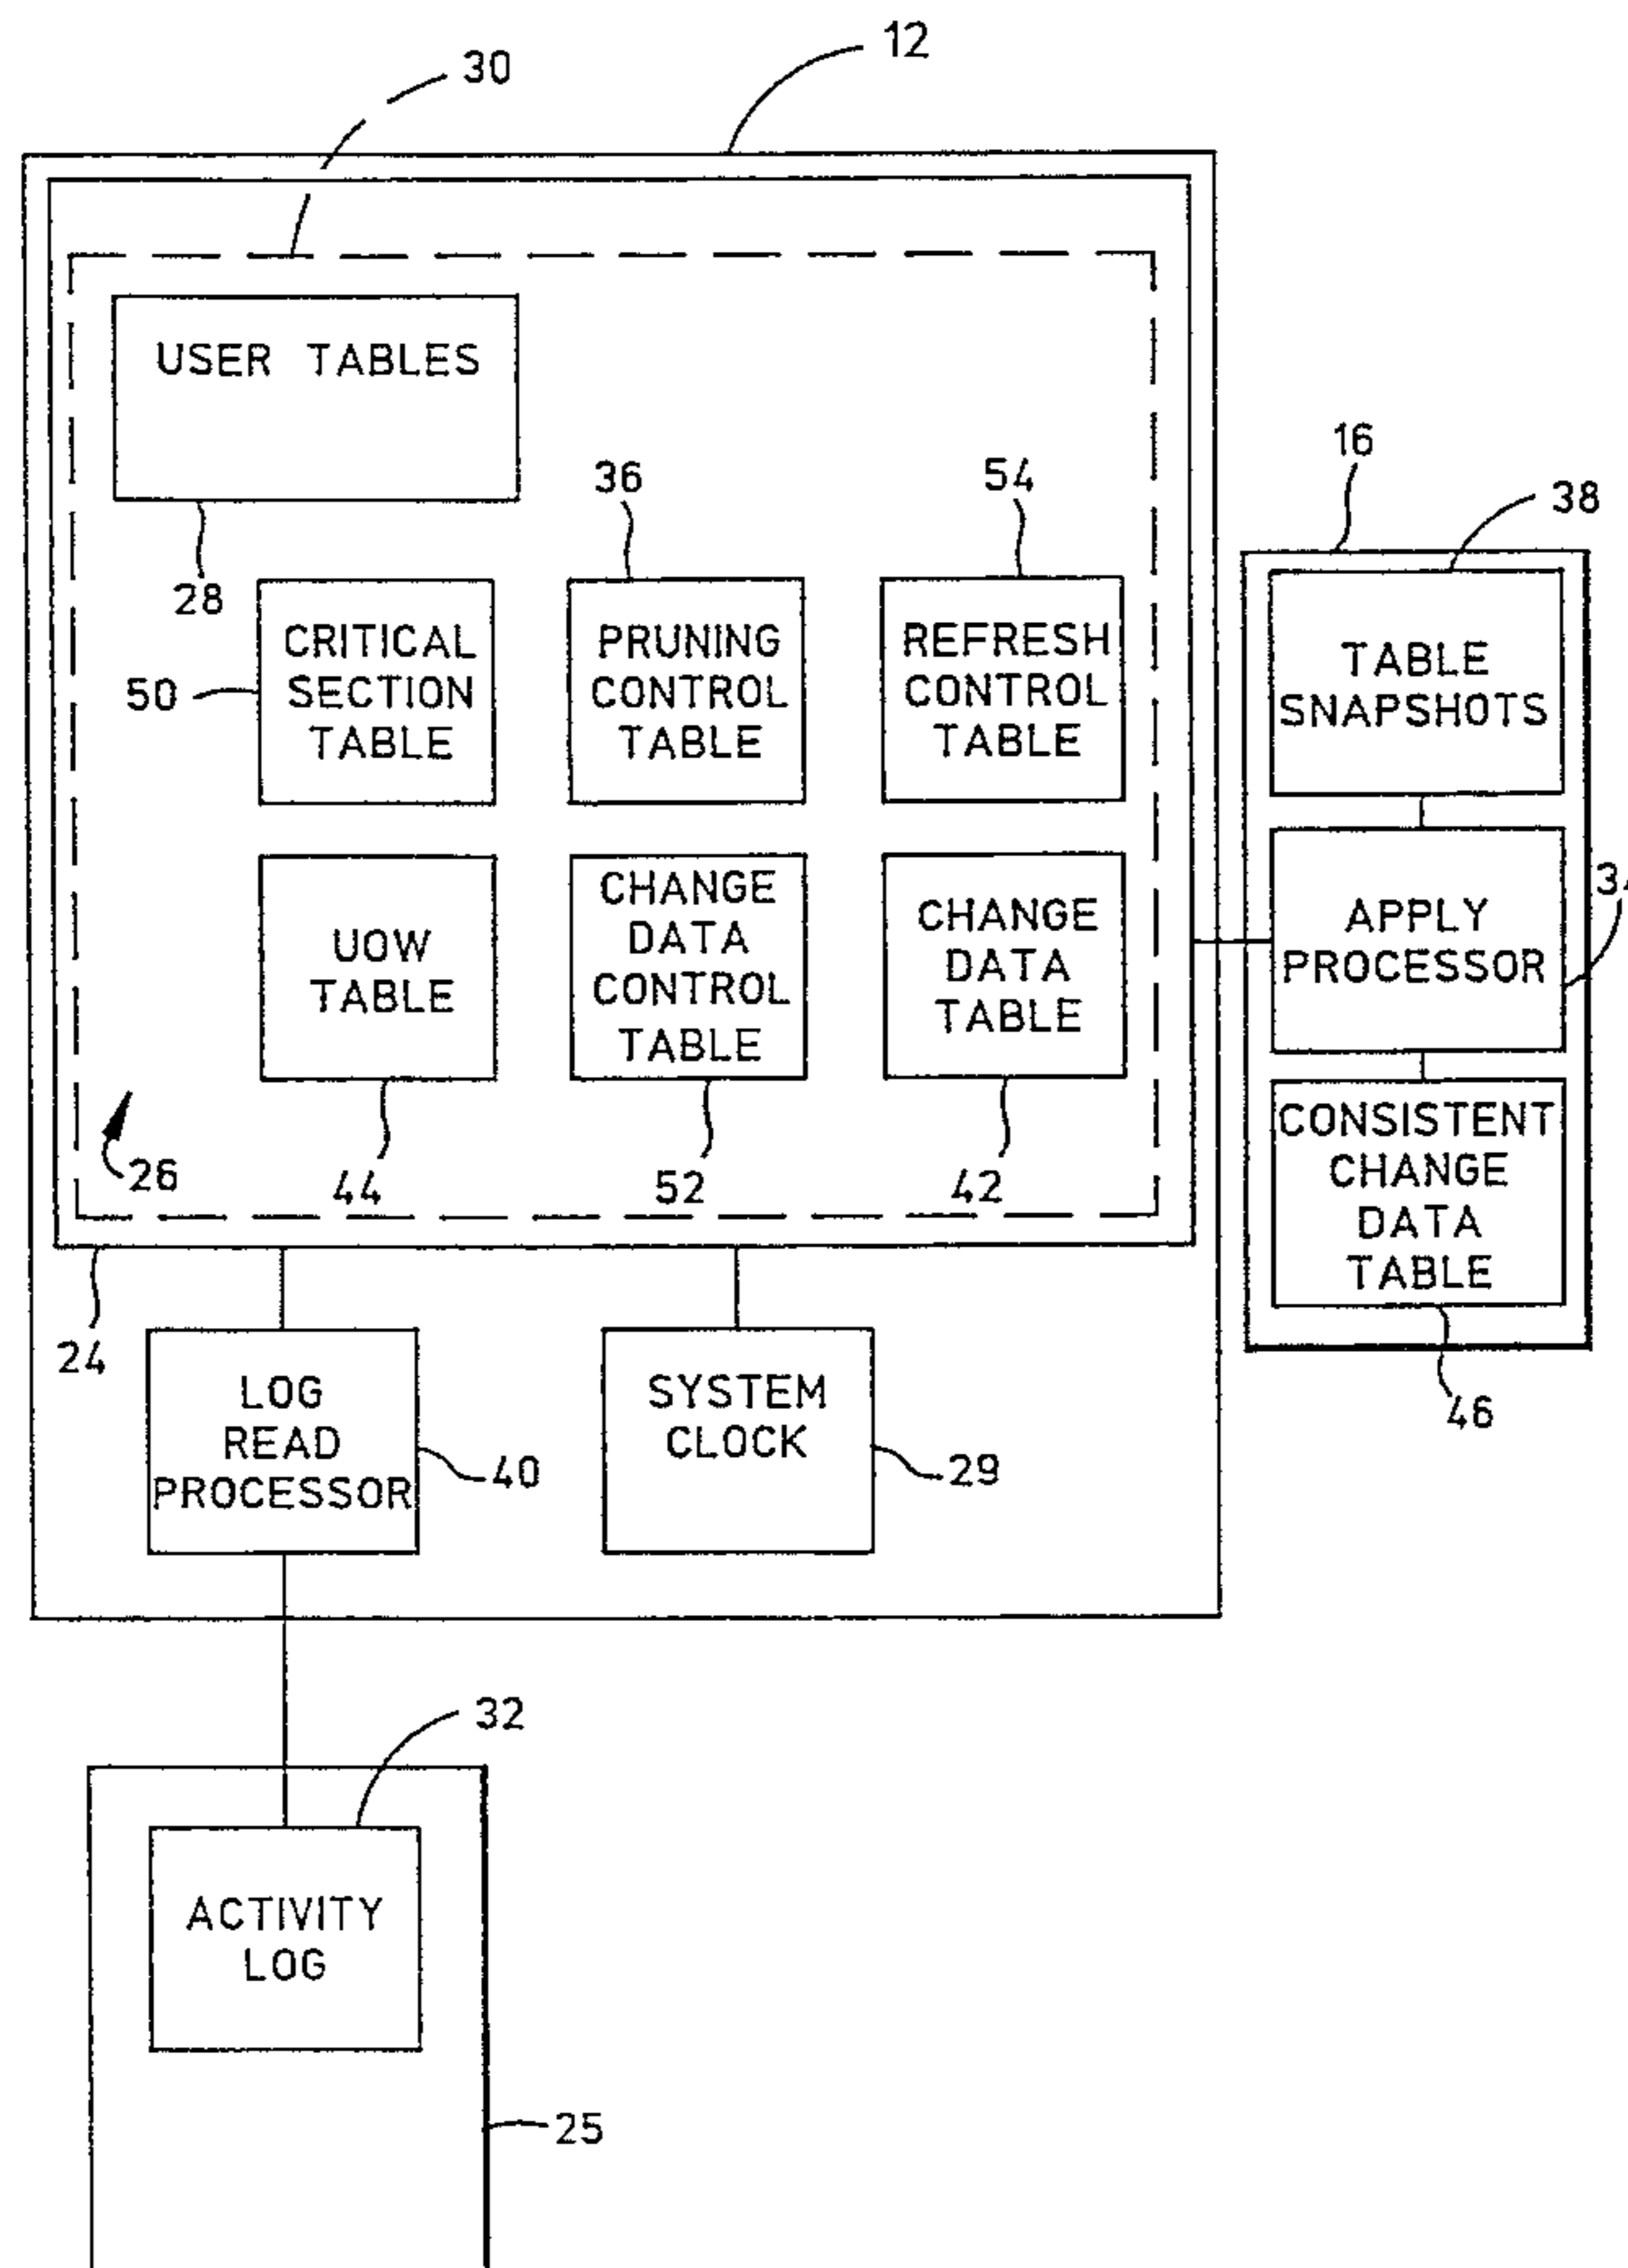 12
30
USER TABLES
28
36
54
16
38
CRITICAL
SECTION
TABLE
50
PRUNING
CONTROL
TABLE
REFRESH
CONTROL
TABLE
TABLE
SNAPSHOTS
UOW
TABLE
CHANGE
DATA
CONTROL
TABLE
CHANGE
DATA
TABLE
APPLY
PROCESSOR
26
44
52
42
CONSISTENT
CHANGE
DATA
TABLE
24
LOG
READ
PROCESSOR
40
SYSTEM
CLOCK
29
46
32
ACTIVITY
LOG
25